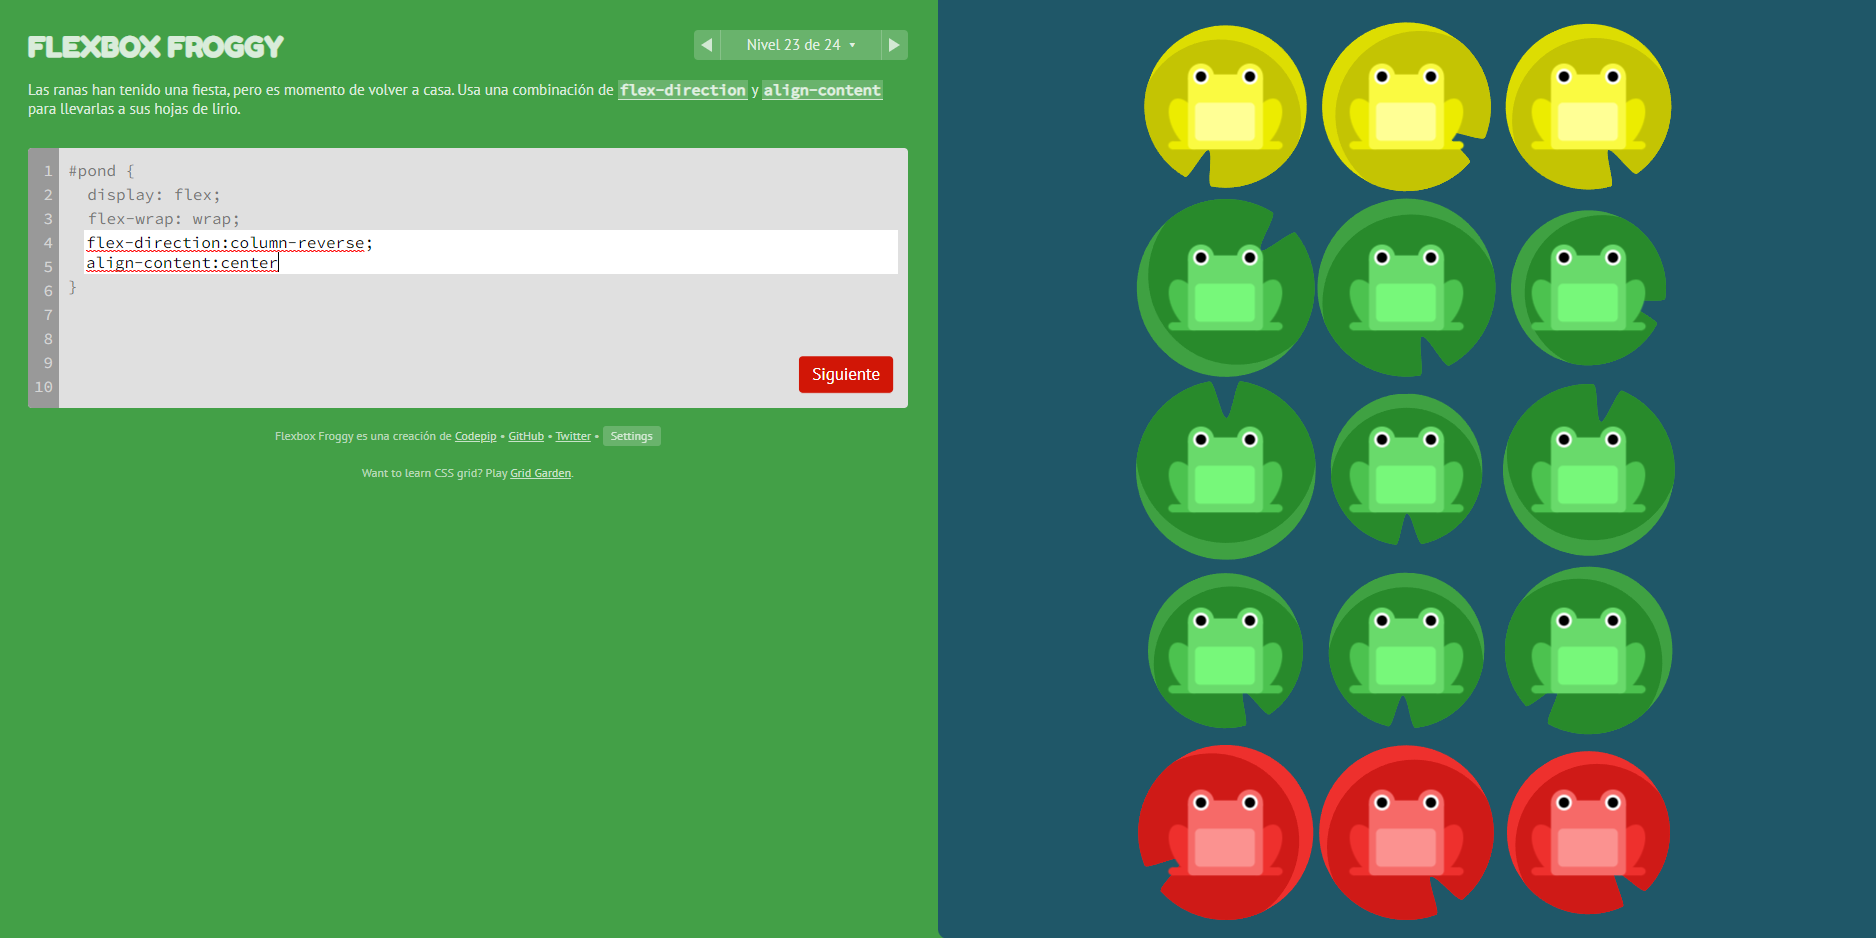 FLEXBOX FROGGY
Nivel 23 de 24
Las ranas han tenido una fiesta, pero es momento de volver a casa. Usa una combinación de flex-direction y align-content
para llevarlas a sus hojas de lirio.
1 #pond {
2 display: flex;
3 flex-wrap: wrap;
4 flex-direction:column-reverse;
5 align-content:center
6 }
7
8
9
10
Siguiente
Flexbox Froggy es una creación de Codepip • GitHub • Twitter • Settings
Want to learn CSS grid? Play Grid Garden.